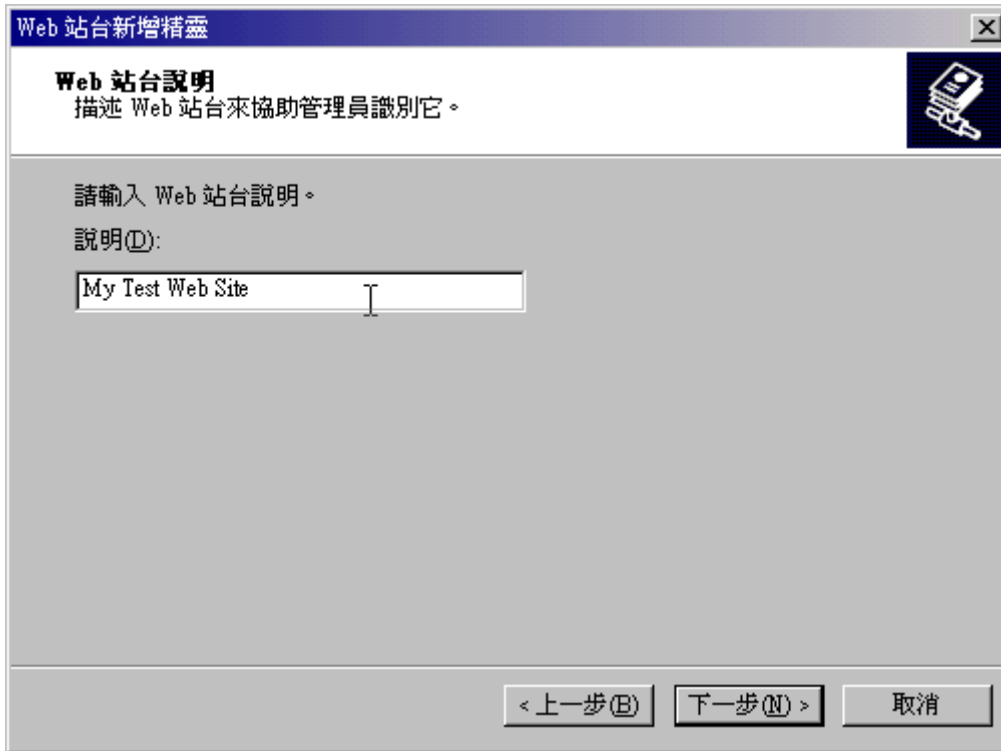 Web 站台新增精靈
Web 站台說明
描述 Web 站台來協助管理員識別它。
請輸入 Web 站台說明。
說明(D):
My Test Web Site
< 上一步(B)
下一步(N) >
取消